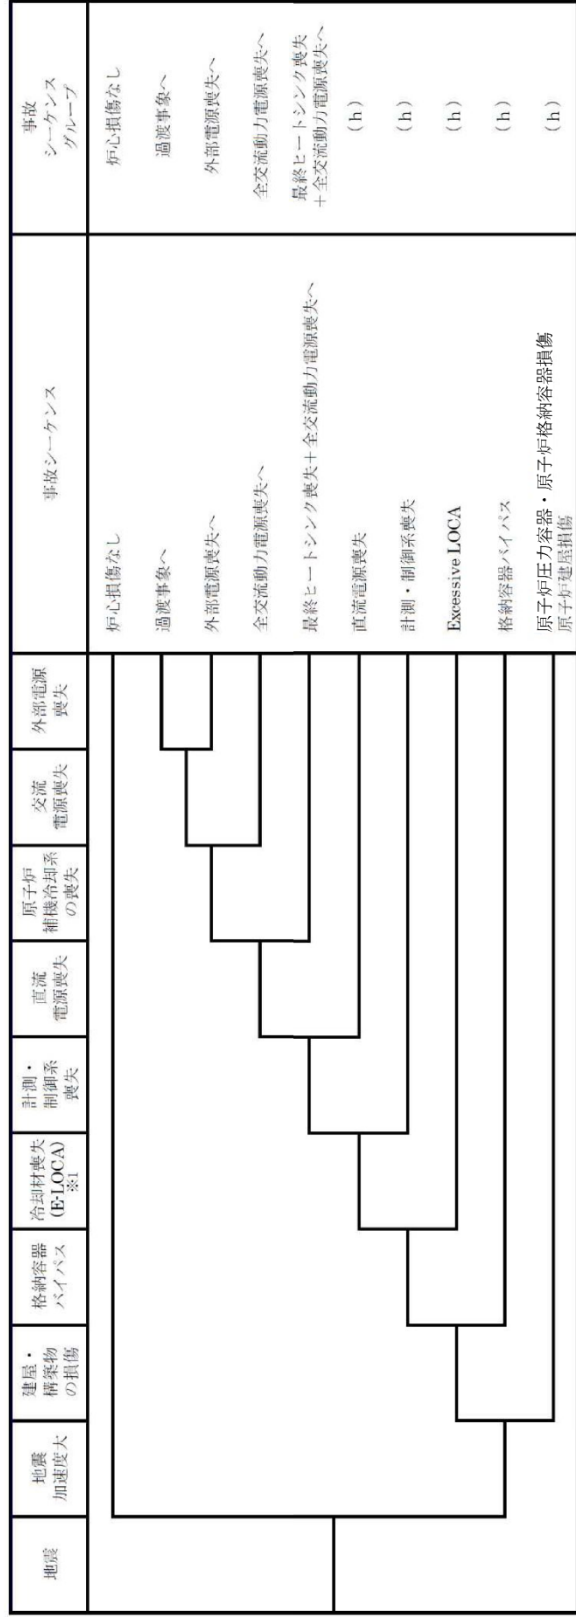 地震
地震
加速度大
建屋・
構築物
の損傷
格納容器
バイパス
冷却材喪失
(E-LOCA)
※1
計測・
制御系
喪失
直流
電源喪失
原子炉
補機冷却系
の喪失
交流
電源喪失
外部電源
喪失
事故シーケンス
事故
シーケンス
グループ
炉心損傷なし
炉心損傷なし
過渡事象へ
過渡事象へ
外部電源喪失へ
外部電源喪失へ
全交流動力電源喪失へ
全交流動力電源喪失へ
最終ヒートシンク喪失+全交流動力電源喪失へ
最終ヒートシンク喪失
+全交流動力電源喪失へ
直流電源喪失
(h)
計測・制御系喪失
(h)
Excessive LOCA
(h)
格納容器バイパス
(h)
原子炉圧力容器・原子炉格納容器損傷
原子炉建屋損傷
(h)